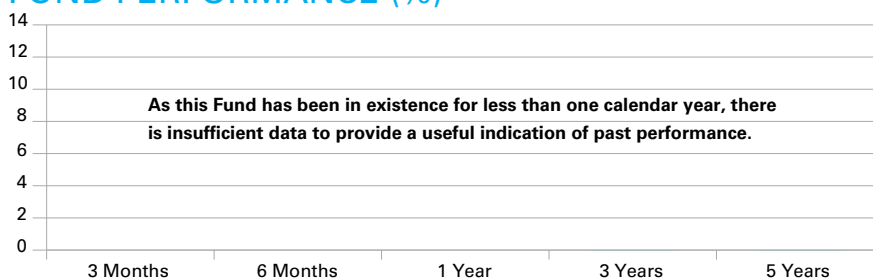 FUND PERFORMANCE (%)
14
12
10
As this Fund has been in existence for less than one calendar year, there
8
is insufficient data to provide a useful indication of past performance.
6
4
2
0
3 Months 6 Months 1 Year 3 Years 5 Years